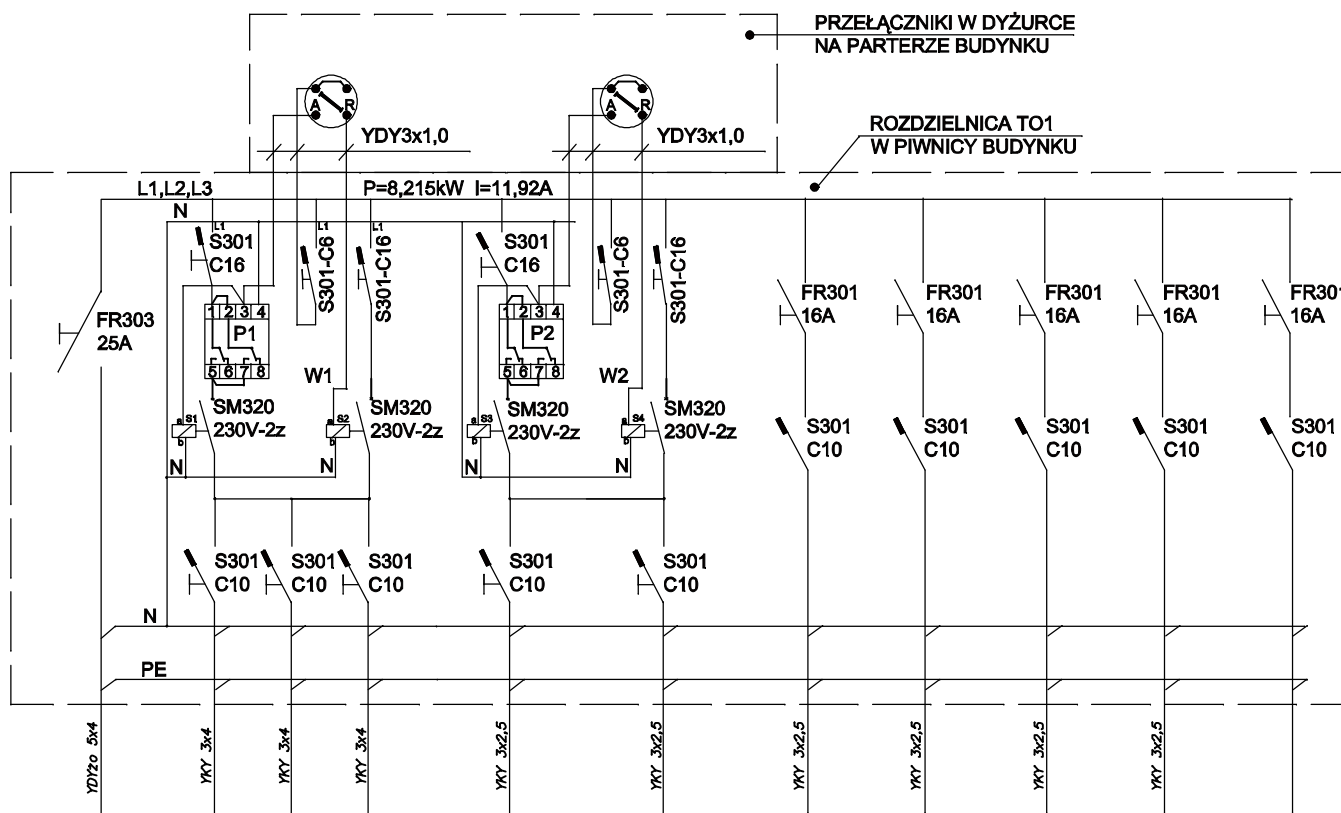 PRZEŁĄCZNIKI W DYŻURCE
NA PARTERZE BUDYNKU
A R
A R
YDY3x1,0
YDY3x1,0
ROZDZIELNICA TO1
W PIWNICY BUDYNKU
L1,L2,L3
P=8,215kW I=11,92A
N
L1
L1
L1
S301
C16
S301-C6
S301-C16
S301
C16
S301-C6
S301-C16
FR303
25A
1 2 3 4
P1
5 6 7 8
1 2 3 4
P2
5 6 7 8
FR301
16A
FR301
16A
FR301
16A
FR301
16A
FR301
16A
W1
W2
a
S1
b
SM320
230V-2z
a
S2
b
SM320
230V-2z
a
S3
b
SM320
230V-2z
a
S4
b
SM320
230V-2z
N
N
N
N
S301
C10
S301
C10
S301
C10
S301
C10
S301
C10
S301
C10
S301
C10
S301
C10
S301
C10
S301
C10
N
PE
YDYżo 5x4
YKY 3x4
YKY 3x4
YKY 3x4
YKY 3x2,5
YKY 3x2,5
YKY 3x2,5
YKY 3x2,5
YKY 3x2,5
YKY 3x2,5